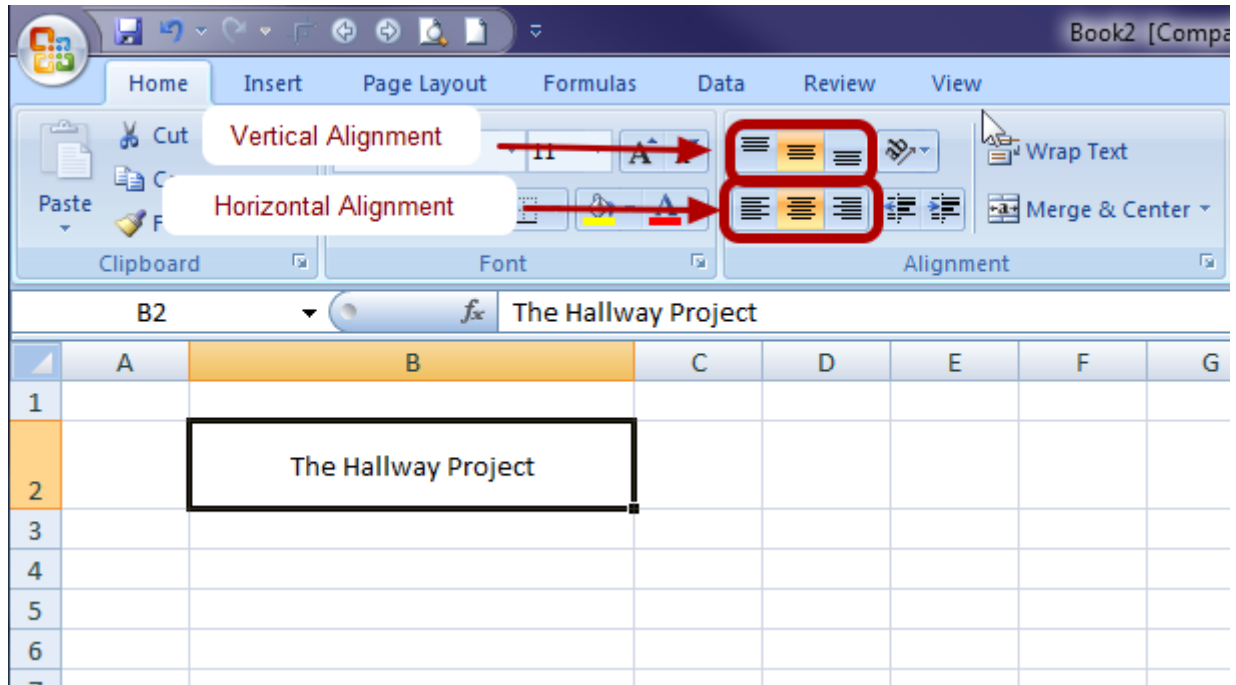 Book2 [Compa
Home Insert Page Layout Formulas Data Review View
Cut Vertical Alignment 11 A A Wrap Text
Paste Horizontal Alignment A Merge & Center
Clipboard Font Alignment
B2 fx The Hallway Project
A B C D E F G
1
2 The Hallway Project
3
4
5
6